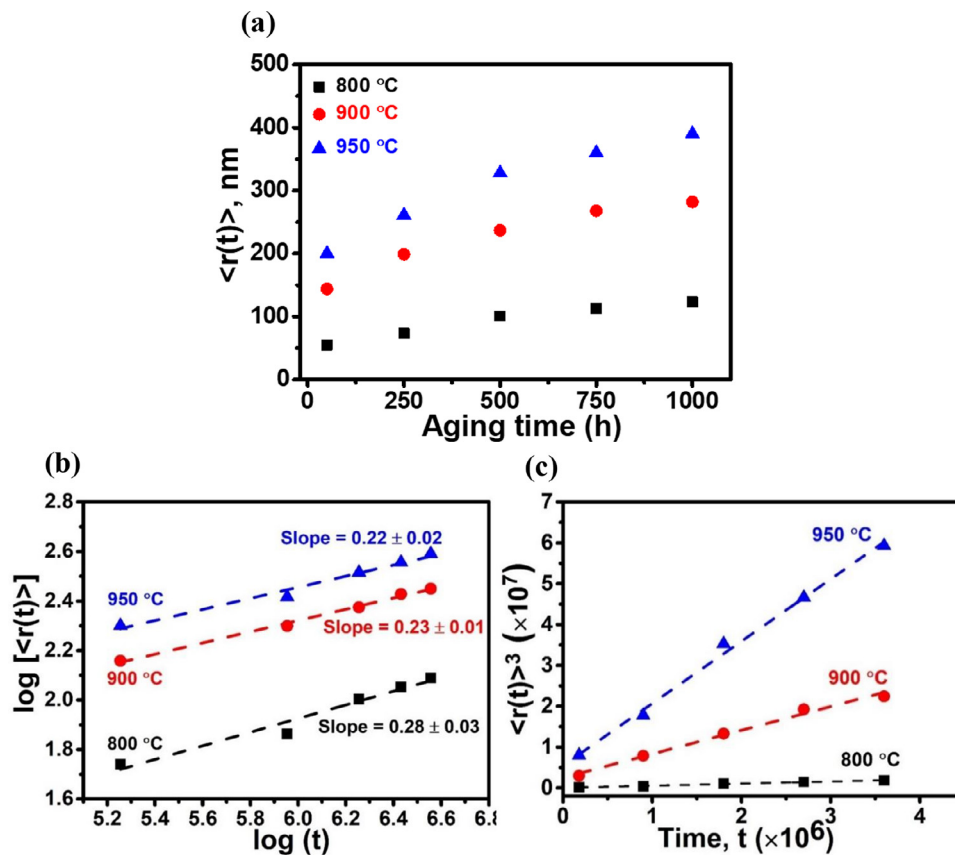 (a)
<r(t)>, nm
500
400
300
200
100
0
800 °C
900 °C
950 °C
0 250 500 750 1000
Aging time (h)
(b)
log [<r(t)>]
2.8
2.6
2.4
2.2
2.0
1.8
1.6
Slope = 0.22 ± 0.02
950 °C
Slope = 0.23 ± 0.01
900 °C
800 °C
Slope = 0.28 ± 0.03
5.2 5.4 5.6 5.8 6.0 6.2 6.4 6.6 6.8
log (t)
(c)
<r(t)>³ (×10⁷)
7
6
5
4
3
2
1
0
950 °C
900 °C
800 °C
0 1 2 3 4
Time, t (×10⁶)